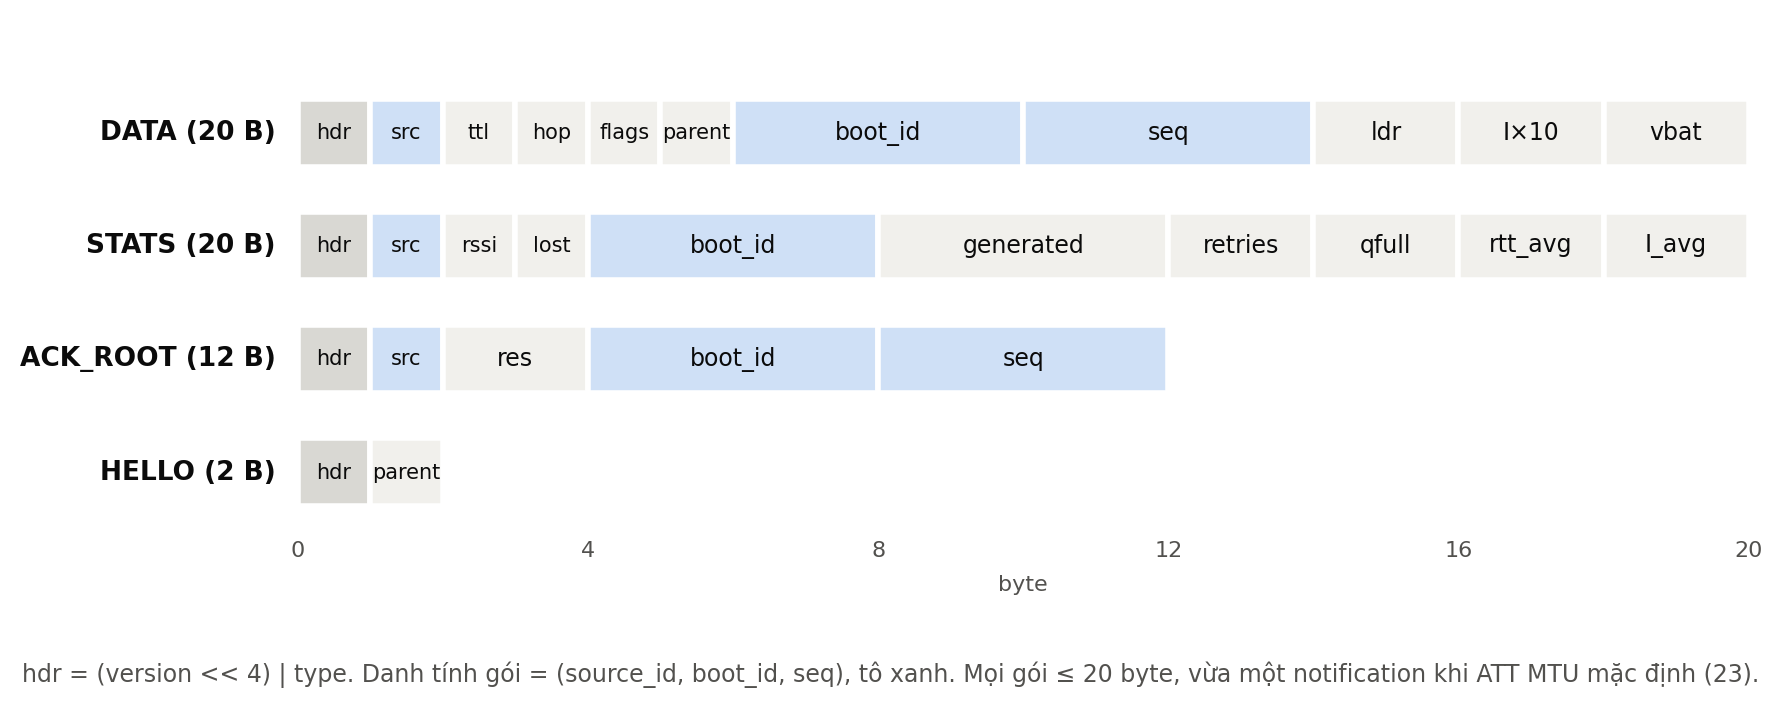 DATA (20 B) hdr src ttl hop flags parent boot_id seq ldr I×10 vbat
STATS (20 B) hdr src rssi lost boot_id generated retries qfull rtt_avg I_avg
ACK_ROOT (12 B) hdr src res boot_id seq
HELLO (2 B) hdr parent
0 4 8 12 16 20
byte
hdr = (version << 4) | type. Danh tính gói = (source_id, boot_id, seq), tô xanh. Mọi gói ≤ 20 byte, vừa một notification khi ATT MTU mặc định (23).